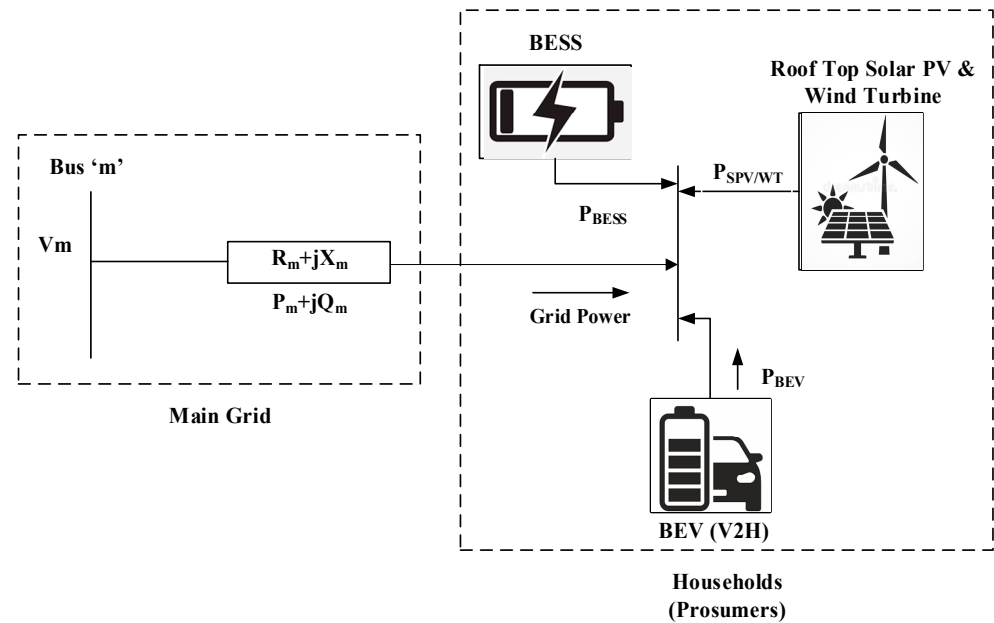 BESS
Roof Top Solar PV &
Wind Turbine
Bus ‘m’
Vm
Rm+jXm
Pm+jQm
Main Grid
PBESS
PSPV/WT
Grid Power
PBEV
BEV (V2H)
Households
(Prosumers)